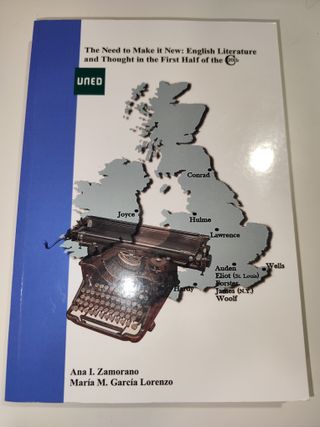 The Need to Make it New: English Literature
and Thought in the First Half of the C20th
UNED
Conrad
Joyce
Hulme
Lawrence
Auden
Wells
Eliot (St. Louis)
Forster
James (N.Y.)
Hardy
Woolf
Ana I. Zamorano
María M. García Lorenzo